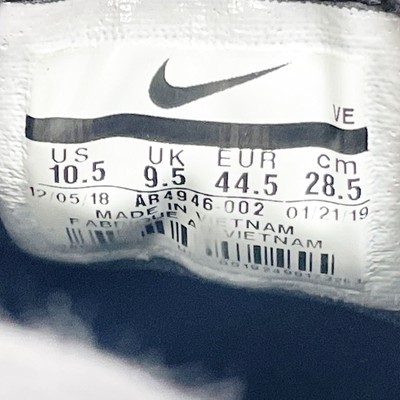 VE
US UK EUR cm
10.5 9.5 44.5 28.5
12/05/18 AR4946-002 01/21/19
MADE IN VIETNAM
VIETNAM